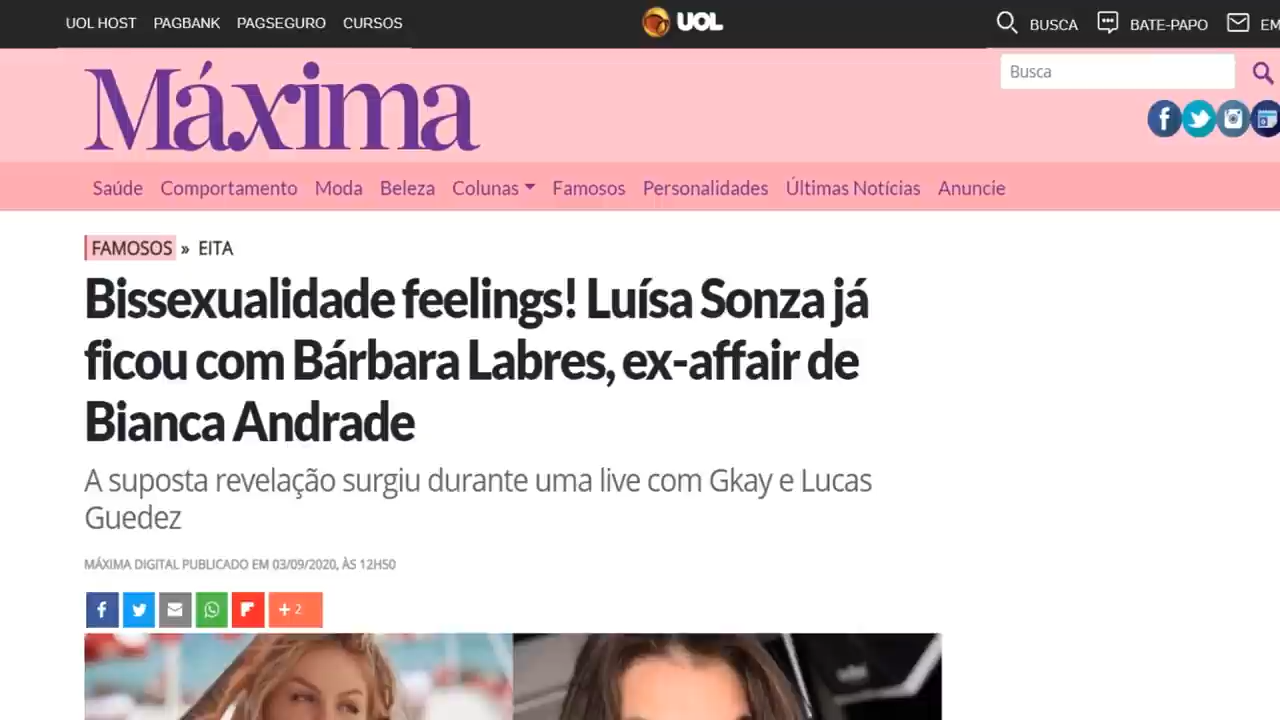 UOL HOST PAGBANK PAGSEGURO CURSOS UOL BUSCA BATE-PAPO EM
Máxima
Busca
Saúde Comportamento Moda Beleza Colunas Famosos Personalidades Últimas Notícias Anuncie
FAMOSOS » EITA
Bissexualidade feelings! Luísa Sonza já
ficou com Bárbara Labres, ex-affair de
Bianca Andrade
A suposta revelação surgiu durante uma live com Gkay e Lucas
Guedez
MÁXIMA DIGITAL PUBLICADO EM 03/09/2020, ÀS 12H50
+ 2